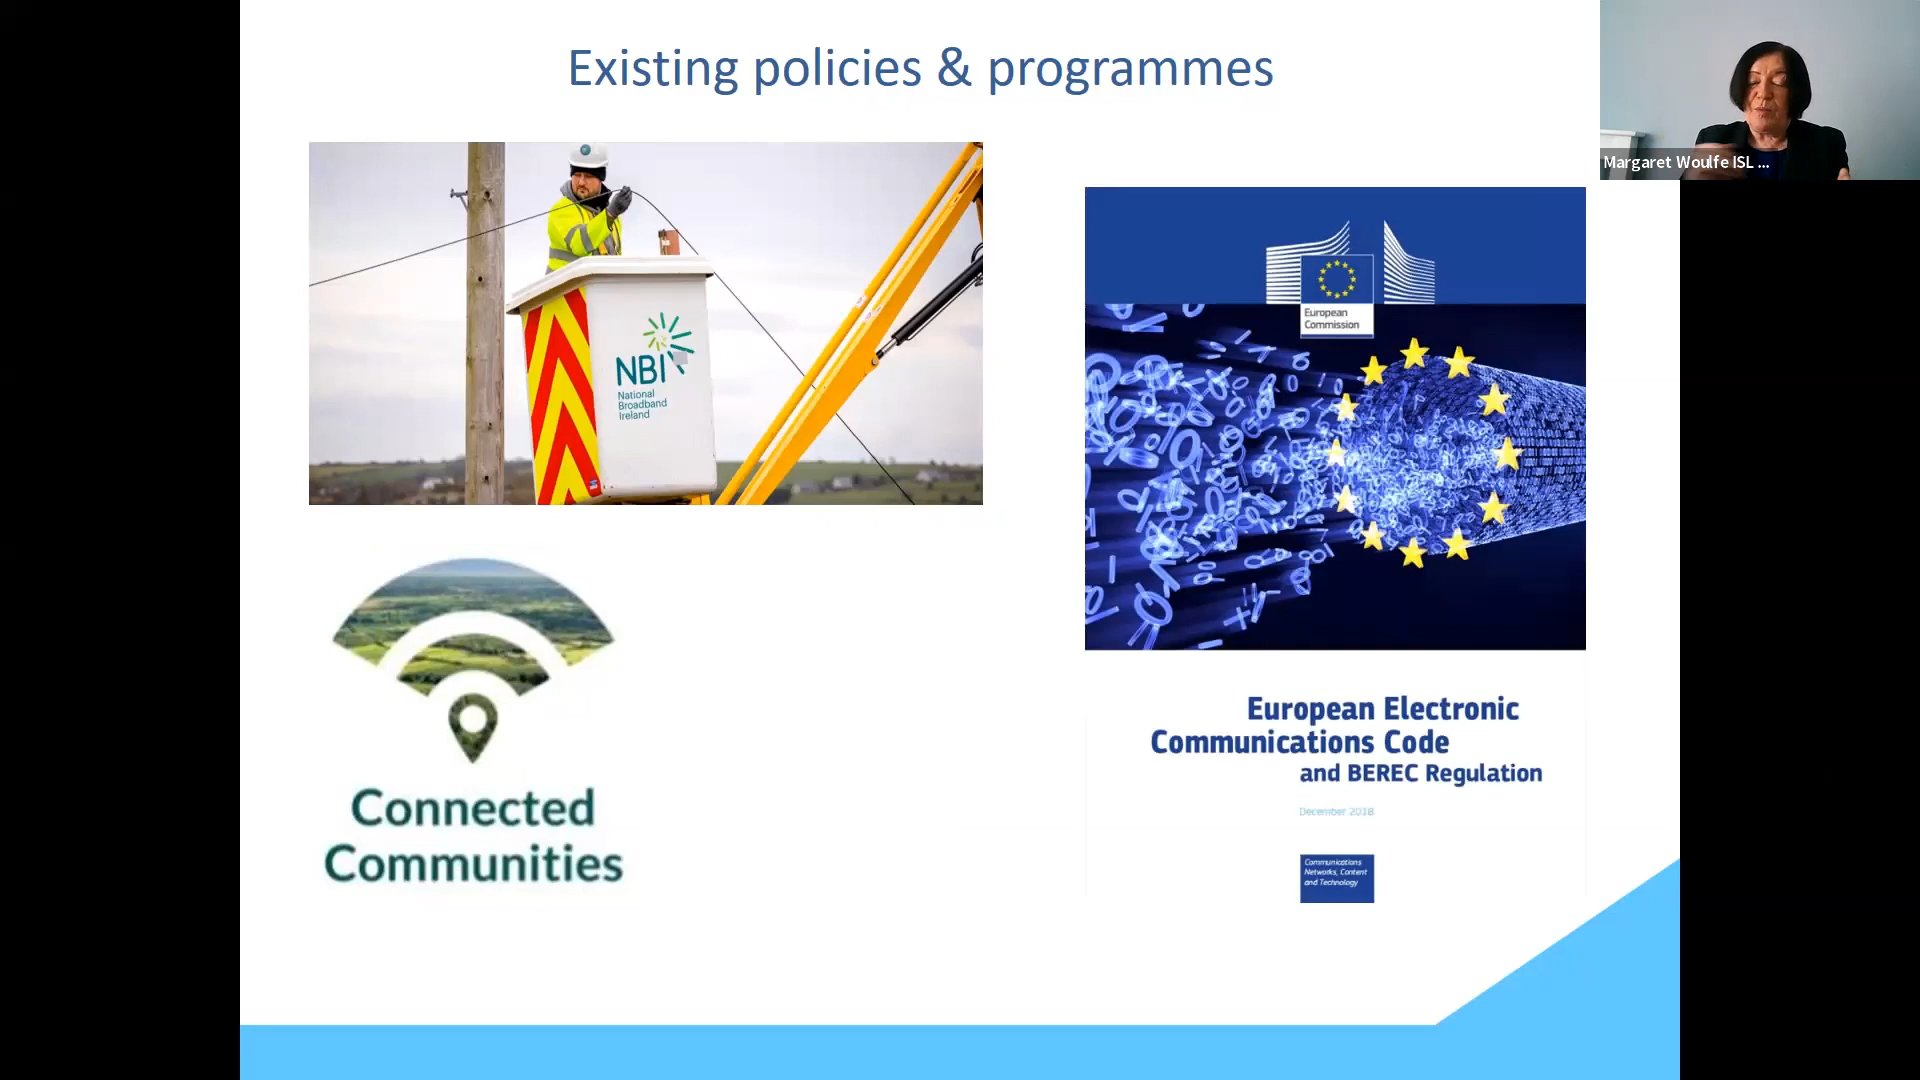 Existing policies & programmes
Margaret Woulfe ISL ...
NBI
National
Broadband
Ireland
European
Commission
European Electronic
Communications Code
and BEREC Regulation
December 2018
Communications
Networks, Content
and Technology
Connected
Communities